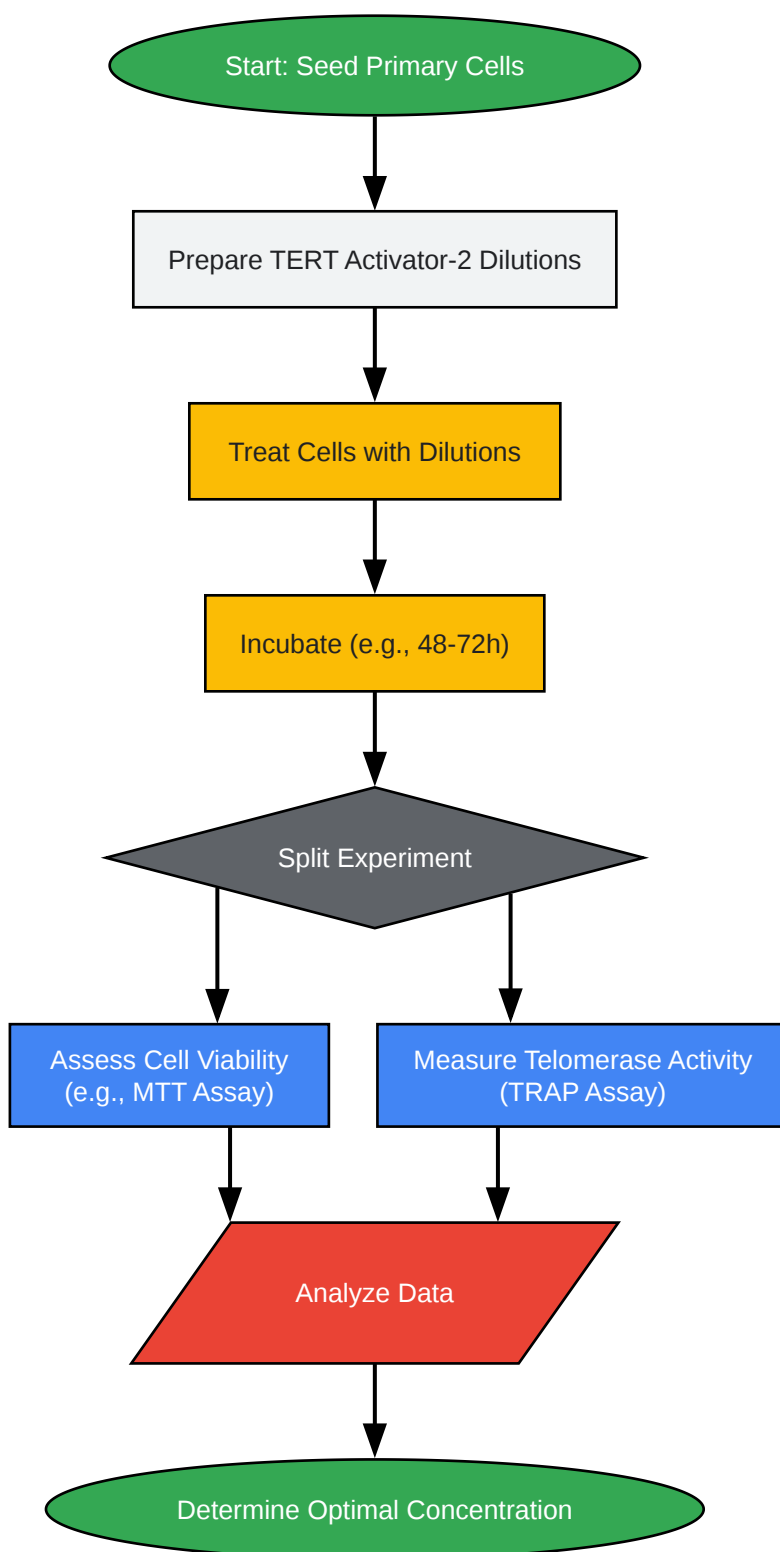 Start: Seed Primary Cells
Prepare TERT Activator-2 Dilutions
Treat Cells with Dilutions
Incubate (e.g., 48-72h)
Split Experiment
Assess Cell Viability
(e.g., MTT Assay)
Measure Telomerase Activity
(TRAP Assay)
Analyze Data
Determine Optimal Concentration